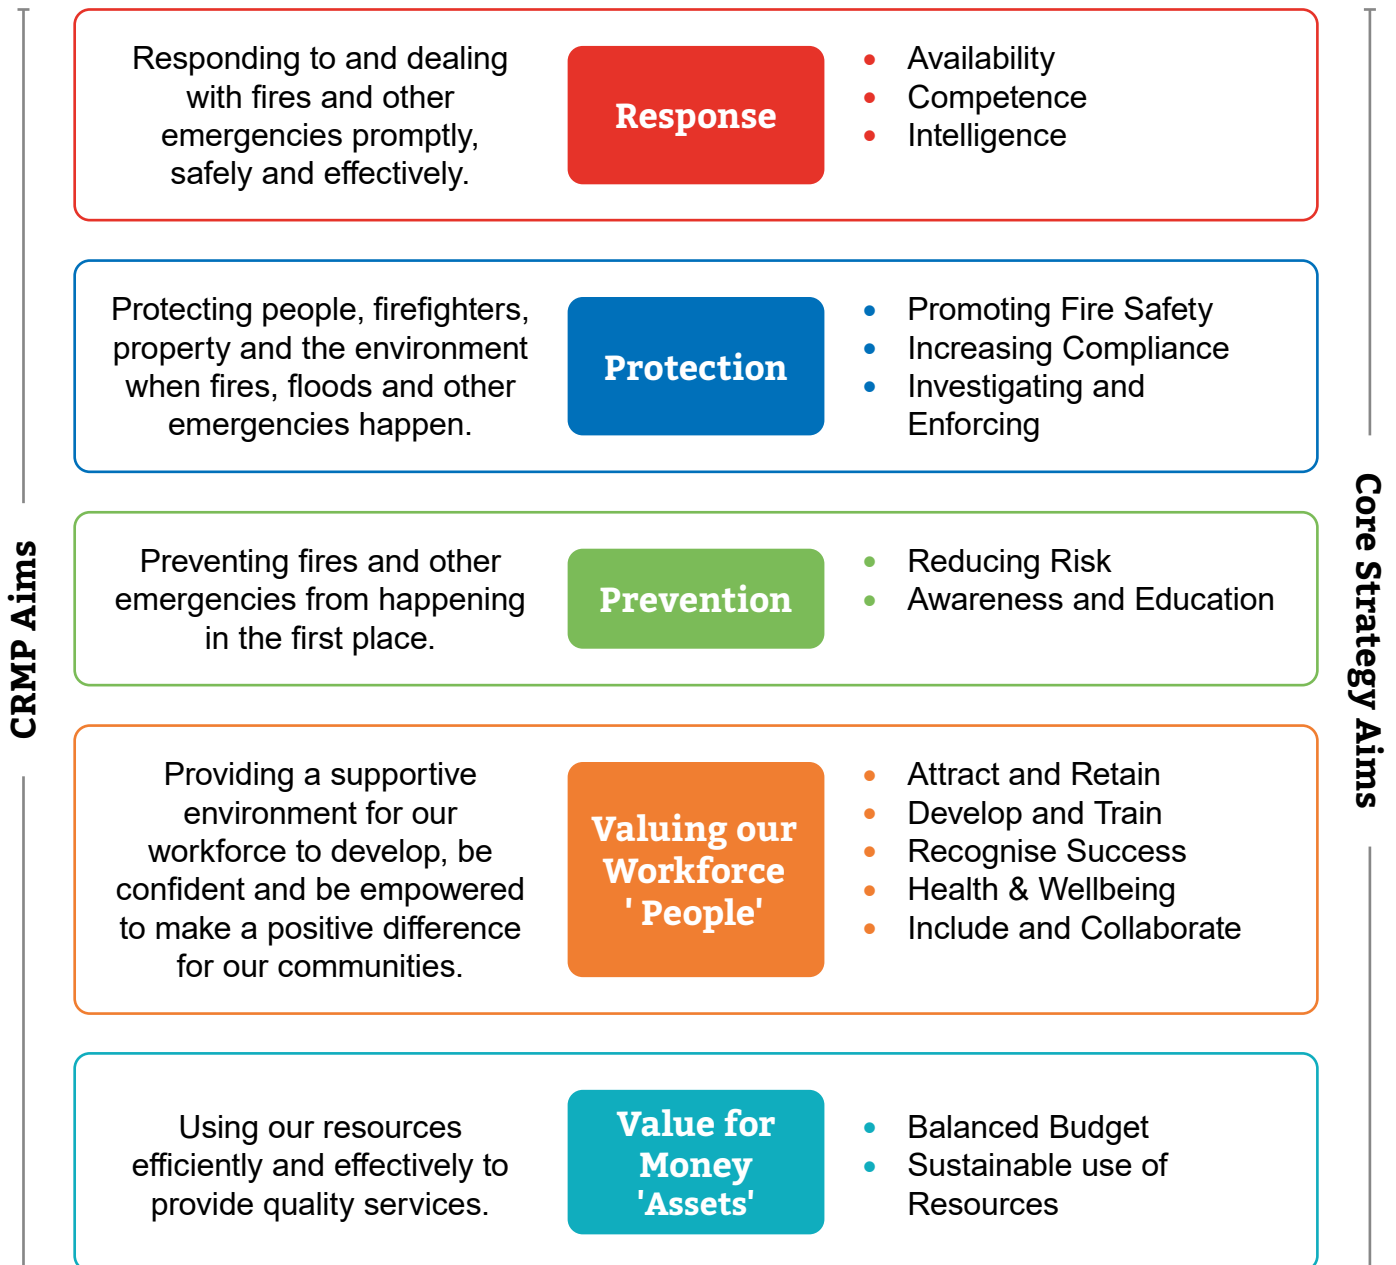 CRMP Aims
Responding to and dealing
with fires and other
emergencies promptly,
safely and effectively.
Response
Availability
Competence
Intelligence
Protecting people, firefighters,
property and the environment
when fires, floods and other
emergencies happen.
Protection
Promoting Fire Safety
Increasing Compliance
Investigating and
Enforcing
Preventing fires and other
emergencies from happening
in the first place.
Prevention
Reducing Risk
Awareness and Education
Providing a supportive
environment for our
workforce to develop, be
confident and be empowered
to make a positive difference
for our communities.
Valuing our
Workforce
' People'
Attract and Retain
Develop and Train
Recognise Success
Health & Wellbeing
Include and Collaborate
Using our resources
efficiently and effectively to
provide quality services.
Value for
Money
'Assets'
Balanced Budget
Sustainable use of
Resources
Core Strategy Aims